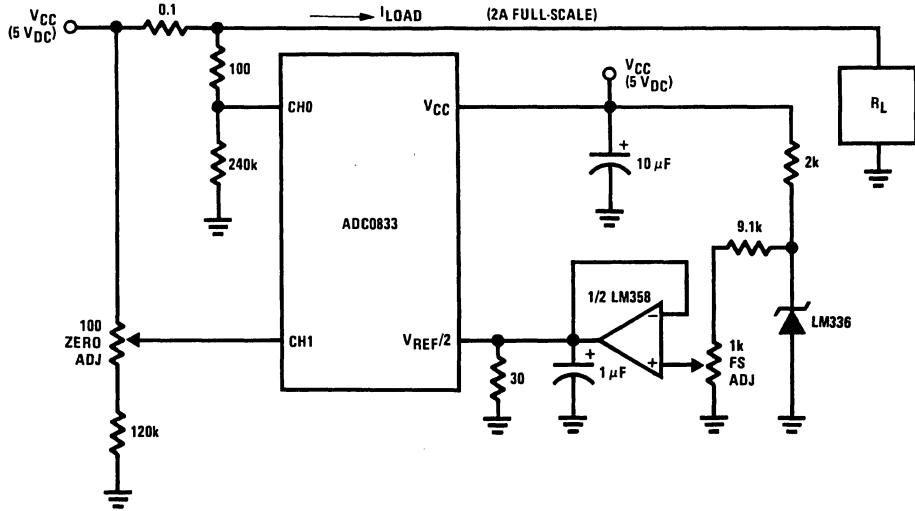 VCC
(5 VDC)
0.1
ILOAD
(2A FULL-SCALE)
100
CH0
240k
VCC
VCC
(5 VDC)
10 μF
RL
2k
ADC0833
9.1k
1/2 LM358
LM336
100
ZERO
ADJ
CH1
VREF/2
30
+
1 μF
−
+
1k
FS
ADJ
+
120k